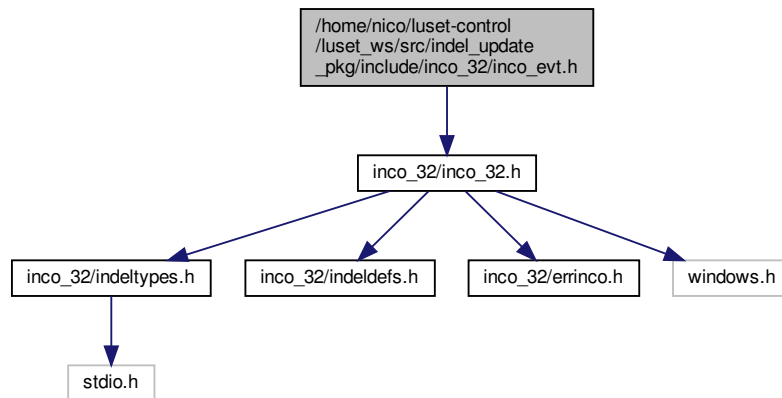 /home/nico/luset-control
/luset_ws/src/indel_update
_pkg/include/inco_32/inco_evt.h
inco_32/inco_32.h
inco_32/indeltypes.h
inco_32/indeldefs.h
inco_32/errinco.h
windows.h
stdio.h